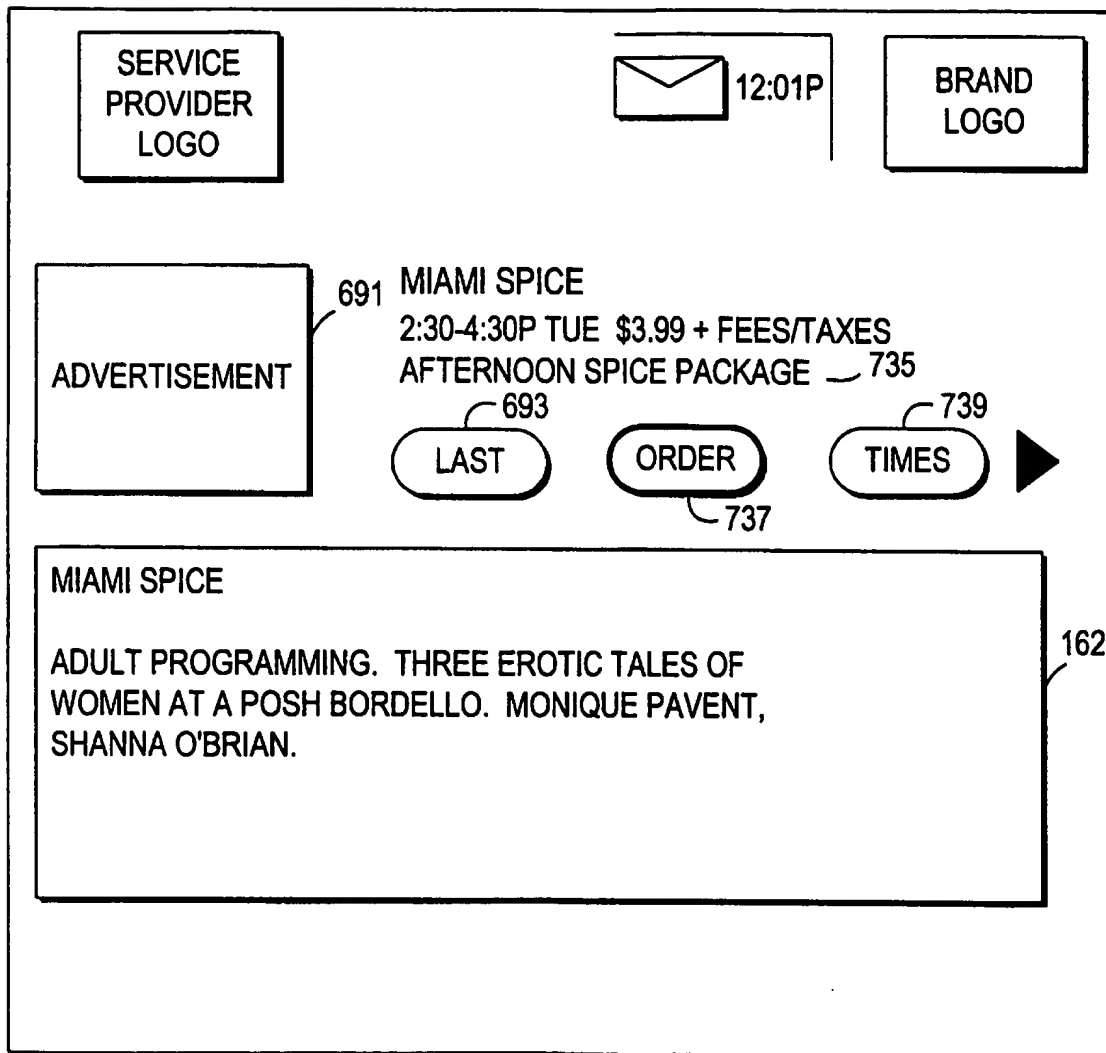 SERVICE
PROVIDER
LOGO
12:01P
BRAND
LOGO
ADVERTISEMENT
691
MIAMI SPICE
2:30-4:30P TUE $3.99 + FEES/TAXES
AFTERNOON SPICE PACKAGE 735
693
739
LAST
ORDER
TIMES
737
MIAMI SPICE
ADULT PROGRAMMING. THREE EROTIC TALES OF
WOMEN AT A POSH BORDELLO. MONIQUE PAVENT,
SHANNA O'BRIAN.
162